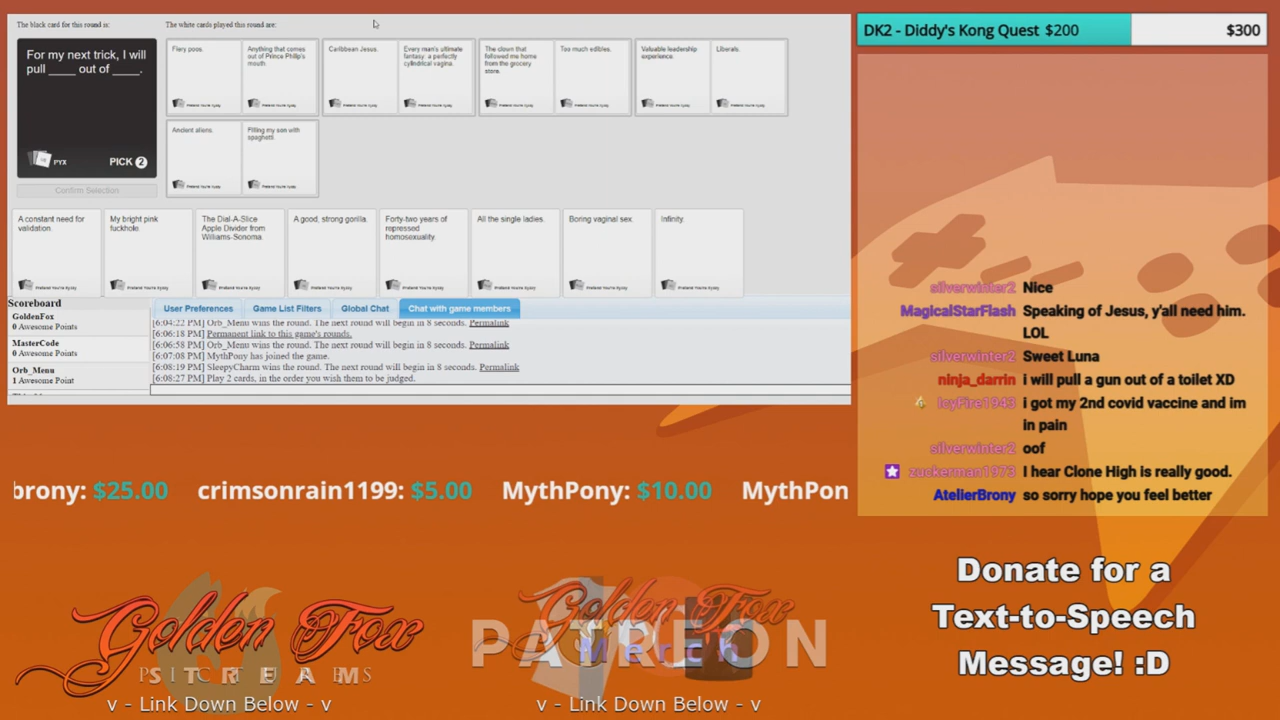 The black card for this round is:
The white cards played this round are:
For my next trick, I will
pull ____ out of ____.
PYX
PICK 2
Confirm Selection
Fiery poos.
Anything that comes
out of Prince Philip's
mouth.
Caribbean Jesus.
Every man's ultimate
fantasy: a perfectly
cylindrical vagina.
The clown that
followed me home
from the grocery
store.
Too much edibles.
Valuable leadership
experience.
Liberals.
Ancient aliens.
Filling my son with
spaghetti.
A constant need for
validation.
My bright pink
fuckhole.
The Dial-A-Slice
Apple Divider from
Williams-Sonoma.
A good, strong gorilla.
Forty-two years of
repressed
homosexuality.
All the single ladies.
Boring vaginal sex.
Infinity.
Scoreboard
GoldenFox
0 Awesome Points
MasterCode
0 Awesome Points
Orb_Menu
1 Awesome Point
User Preferences
Game List Filters
Global Chat
Chat with game members
[6:04:22 PM] Orb_Menu wins the round. The next round will begin in 8 seconds. Permalink
[6:06:18 PM] Permanent link to this game's rounds.
[6:06:58 PM] Orb_Menu wins the round. The next round will begin in 8 seconds. Permalink
[6:07:08 PM] MythPony has joined the game.
[6:08:19 PM] SleepyCharm wins the round. The next round will begin in 8 seconds. Permalink
[6:08:27 PM] Play 2 cards, in the order you wish them to be judged.
DK2 - Diddy's Kong Quest $200
$300
silverwinter2 Nice
MagicalStarFlash Speaking of Jesus, y'all need him.
LOL
silverwinter2 Sweet Luna
ninja_darrin i will pull a gun out of a toilet XD
IcyFire1943 i got my 2nd covid vaccine and im
in pain
silverwinter2 oof
zuckerman1973 I hear Clone High is really good.
AtelierBrony so sorry hope you feel better
brony: $25.00 crimsonrain1199: $5.00 MythPony: $10.00 MythPon
Golden Fox
STREAMS
v - Link Down Below - v
Golden Fox
PATREON
Merch
v - Link Down Below - v
Donate for a
Text-to-Speech
Message! :D